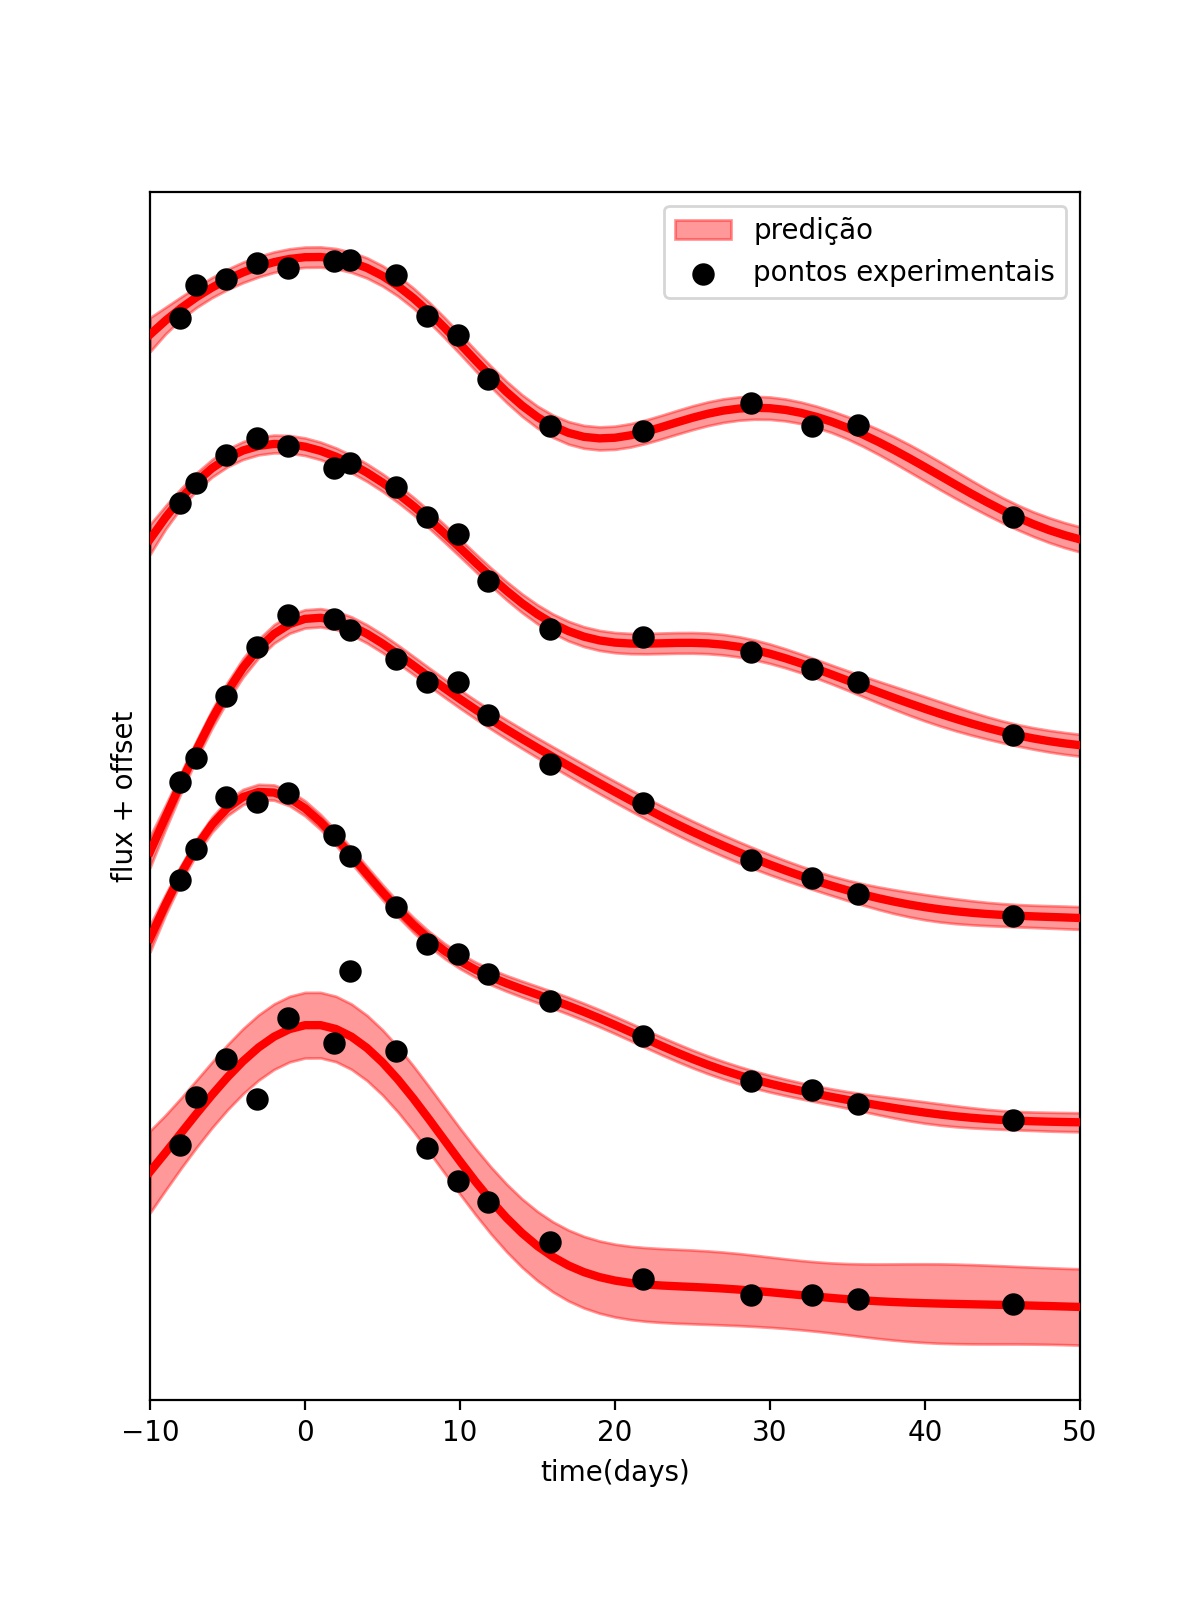 predição
pontos experimentais
flux + offset
−10 0 10 20 30 40 50
time(days)